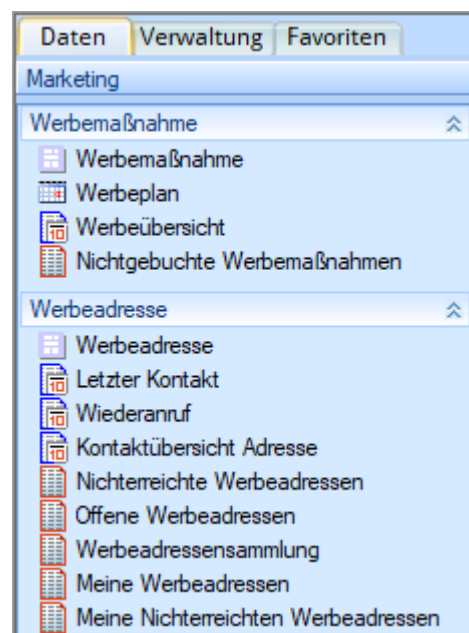 Daten Verwaltung Favoriten
Marketing
Werbemaßnahme
Werbemaßnahme
Werbeplan
Werbeübersicht
Nichtgebuchte Werbemaßnahmen
Werbeadresse
Werbeadresse
Letzter Kontakt
Wiederanruf
Kontaktübersicht Adresse
Nichterreichte Werbeadressen
Offene Werbeadressen
Werbeadressensammlung
Meine Werbeadressen
Meine Nichterreichten Werbeadressen